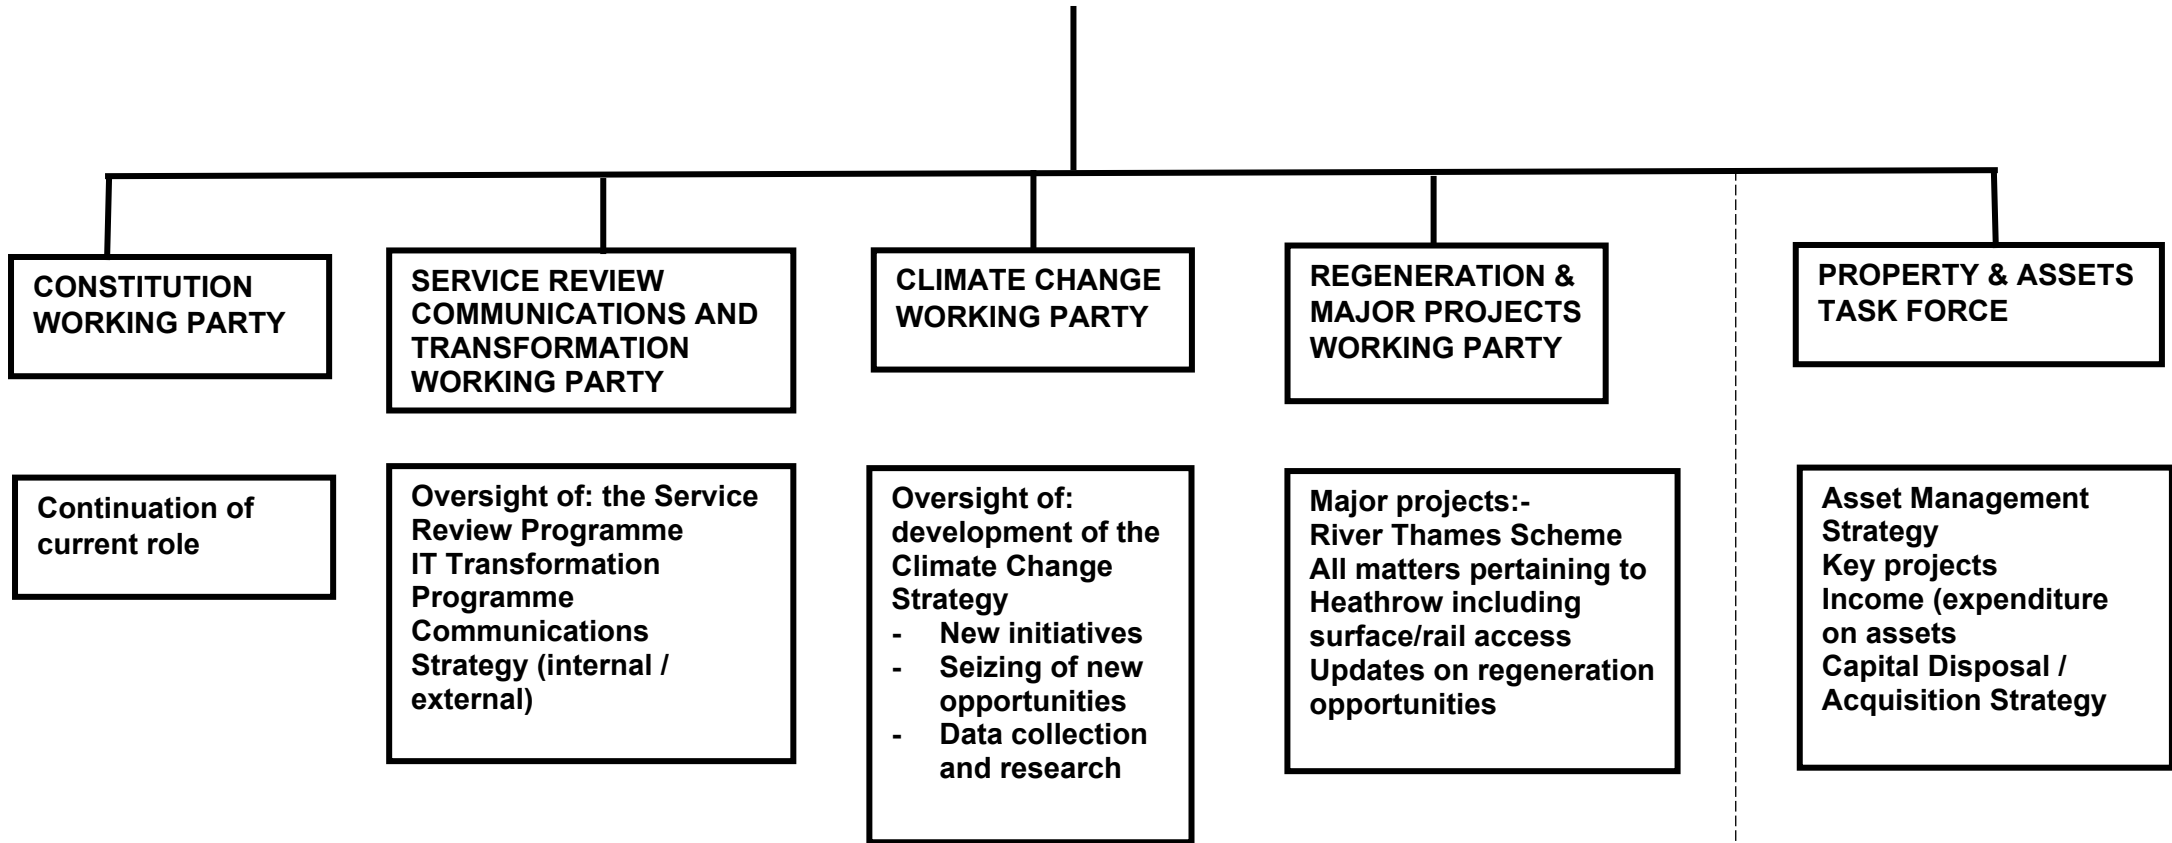 CONSTITUTION
WORKING PARTY
SERVICE REVIEW
COMMUNICATIONS AND
TRANSFORMATION
WORKING PARTY
CLIMATE CHANGE
WORKING PARTY
REGENERATION &
MAJOR PROJECTS
WORKING PARTY
PROPERTY & ASSETS
TASK FORCE
Continuation of
current role
Oversight of: the Service
Review Programme
IT Transformation
Programme
Communications
Strategy (internal /
external)
Oversight of:
development of the
Climate Change
Strategy
- New initiatives
- Seizing of new
opportunities
- Data collection
and research
Major projects:-
River Thames Scheme
All matters pertaining to
Heathrow including
surface/rail access
Updates on regeneration
opportunities
Asset Management
Strategy
Key projects
Income (expenditure
on assets
Capital Disposal /
Acquisition Strategy